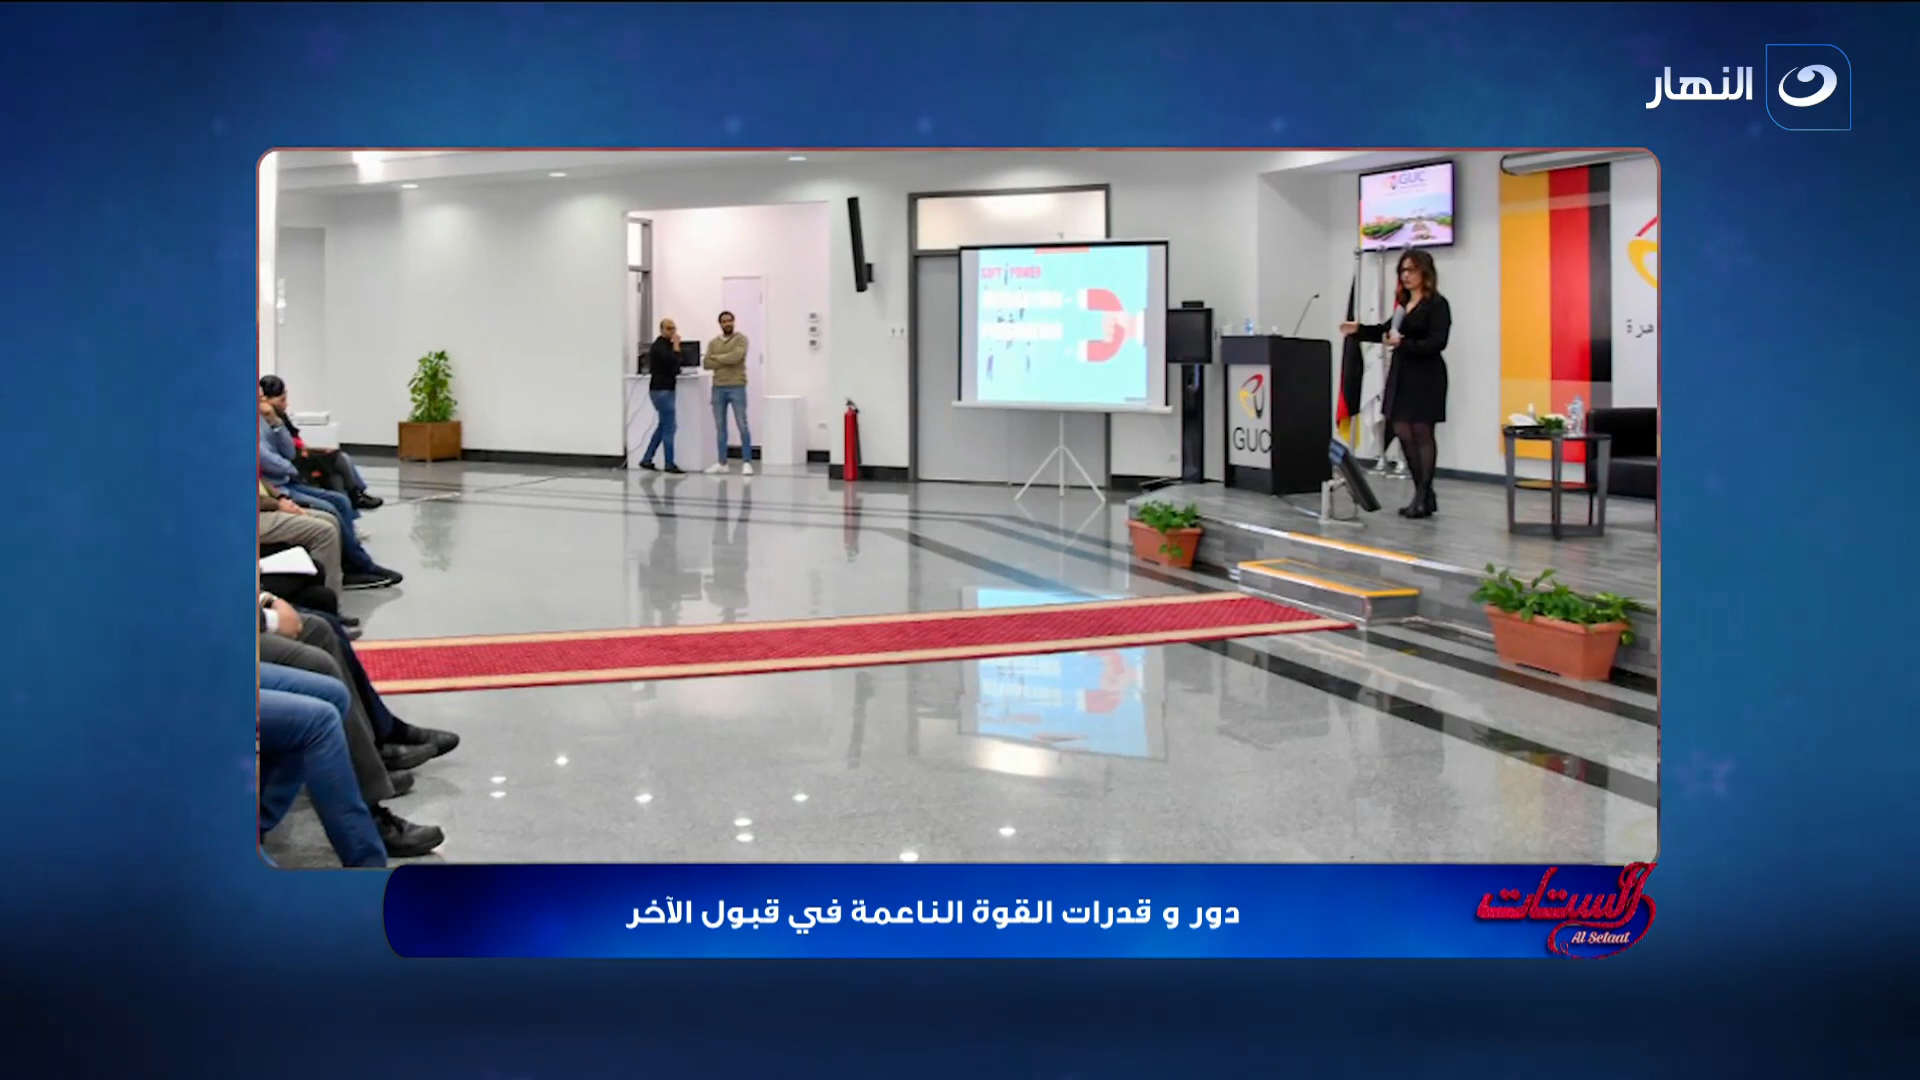 النهار
GUC
SOFT POWER
GUC
دور و قدرات القوة الناعمة في قبول الآخر
الستات
Al Setaat